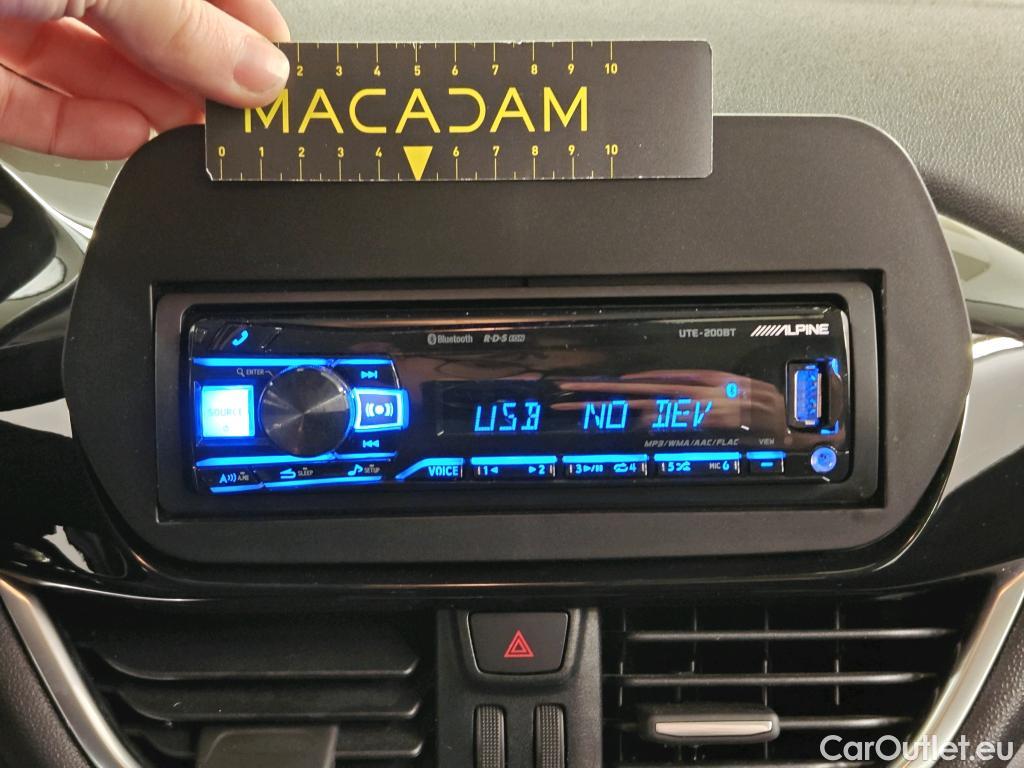 2 3 4 5 6 7 8 9 10
MACADAM
0 1 2 3 4 6 7 8 9 10
Bluetooth R·D·S UTE-200BT ALPINE
ENTER
SOURCE
USB NO DEV
MP3/WMA/AAC/FLAC VIEW
A.ME SLEEP SETUP VOICE 1 2 3 4 5 MIC 6
CarOutlet.eu